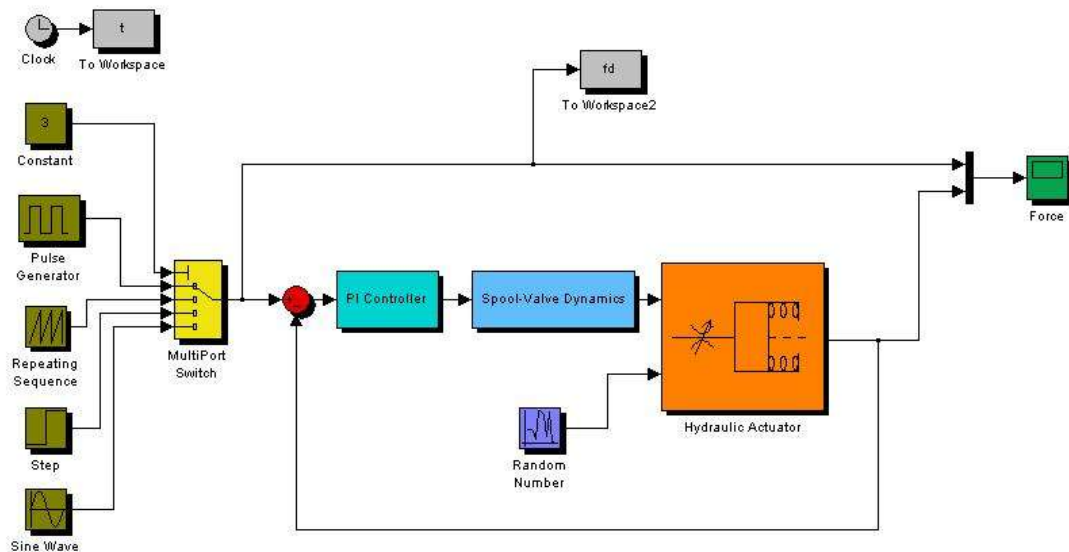 t
Clock
To Workspace
fd
To Workspace2
3
Constant
Pulse
Generator
MultiPort
Switch
PI Controller
Spool-Valve Dynamics
Force
Repeating
Sequence
Hydraulic Actuator
Random
Number
Step
Sine Wave